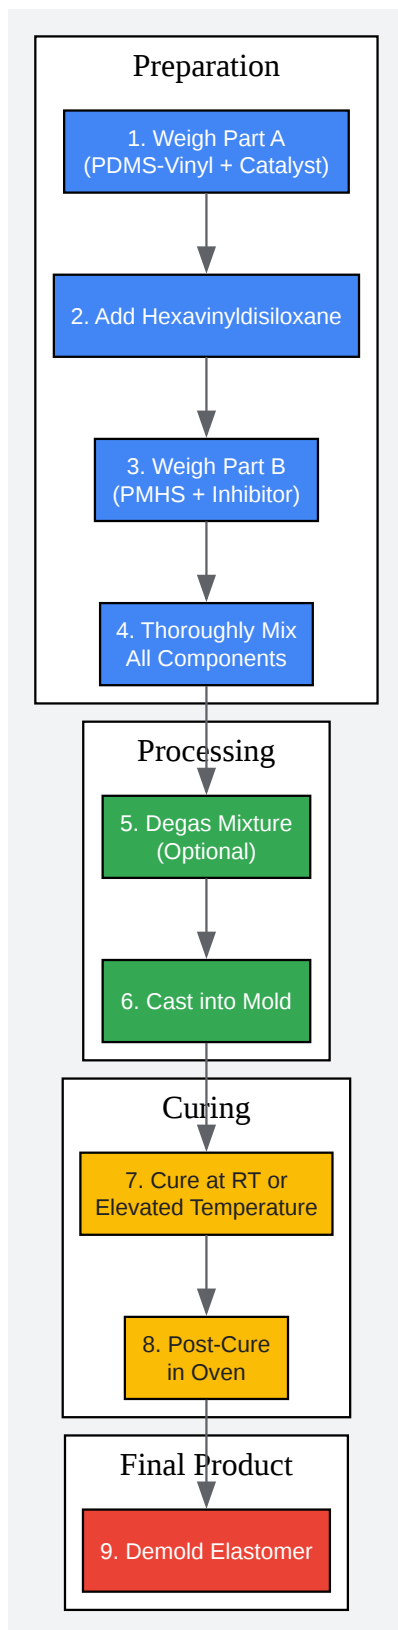 Preparation
1. Weigh Part A
(PDMS-Vinyl + Catalyst)
2. Add Hexavinyldisiloxane
3. Weigh Part B
(PMHS + Inhibitor)
4. Thoroughly Mix
All Components
Processing
5. Degas Mixture
(Optional)
6. Cast into Mold
Curing
7. Cure at RT or
Elevated Temperature
8. Post-Cure
in Oven
Final Product
9. Demold Elastomer